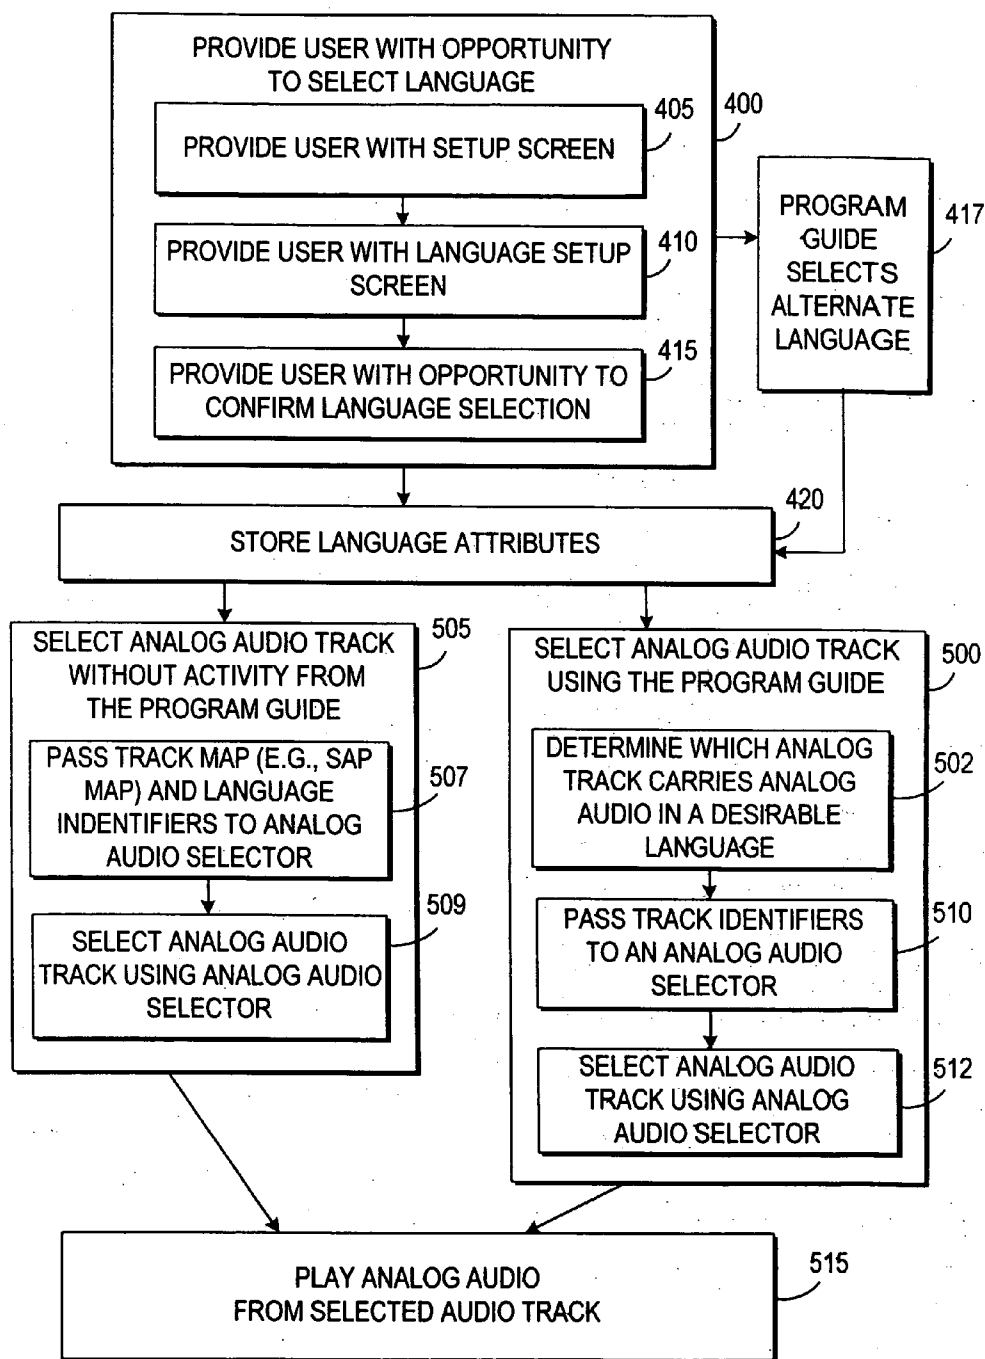 PROVIDE USER WITH OPPORTUNITY
TO SELECT LANGUAGE
400
405
PROVIDE USER WITH SETUP SCREEN
410
PROVIDE USER WITH LANGUAGE SETUP
SCREEN
415
PROVIDE USER WITH OPPORTUNITY TO
CONFIRM LANGUAGE SELECTION
417
PROGRAM
GUIDE
SELECTS
ALTERNATE
LANGUAGE
420
STORE LANGUAGE ATTRIBUTES
505
SELECT ANALOG AUDIO TRACK
WITHOUT ACTIVITY FROM
THE PROGRAM GUIDE
507
PASS TRACK MAP (E.G., SAP
MAP) AND LANGUAGE
INDENTIFIERS TO ANALOG
AUDIO SELECTOR
509
SELECT ANALOG AUDIO
TRACK USING ANALOG AUDIO
SELECTOR
500
SELECT ANALOG AUDIO TRACK
USING THE PROGRAM GUIDE
502
DETERMINE WHICH ANALOG
TRACK CARRIES ANALOG
AUDIO IN A DESIRABLE
LANGUAGE
510
PASS TRACK IDENTIFIERS
TO AN ANALOG AUDIO
SELECTOR
512
SELECT ANALOG AUDIO
TRACK USING ANALOG
AUDIO SELECTOR
515
PLAY ANALOG AUDIO
FROM SELECTED AUDIO TRACK